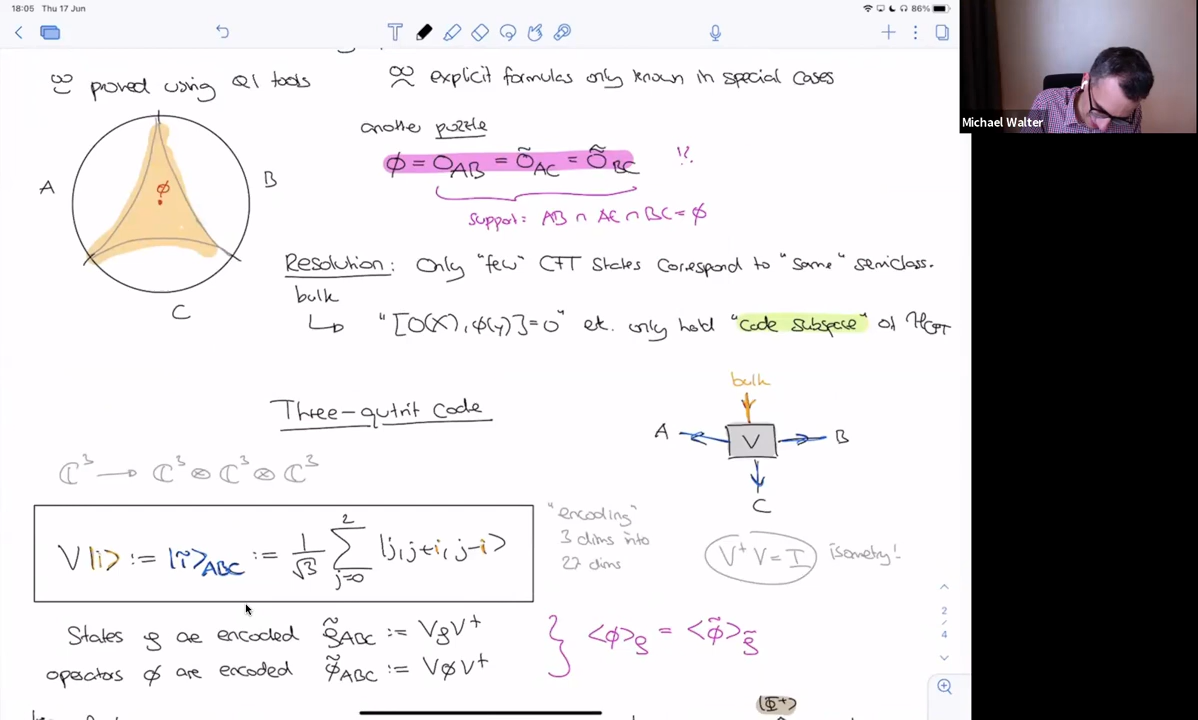 18:05 Thu 17 Jun
86%
proved using QI tools
explicit formulas only known in special cases
another puzzle
ϕ = O_AB = Õ_AC = Õ_BC !?
support: AB ∩ AC ∩ BC = ∅
A
B
C
ϕ
Resolution: Only "few" CFT states correspond to "same" semiclass.
bulk
↳ "[O(X), ϕ(y)] = 0" etc. only hold "code subspace" of H_CFT
Three-qutrit code
bulk
A
V
B
C
ℂ³ → ℂ³ ⊗ ℂ³ ⊗ ℂ³
V|i⟩ := |ĩ⟩_ABC := 1/√3 ∑_{j=0}^{2} |j, j+i, j-i⟩
"encoding"
3 dims into
27 dims
V†V = I isometry!
States ρ are encoded ρ̃_ABC := VρV†
operators ϕ are encoded ϕ̃_ABC := VϕV†
⟨ϕ⟩_ρ = ⟨ϕ̃⟩_ρ̃
|Φ⁺⟩
2
4
Michael Walter